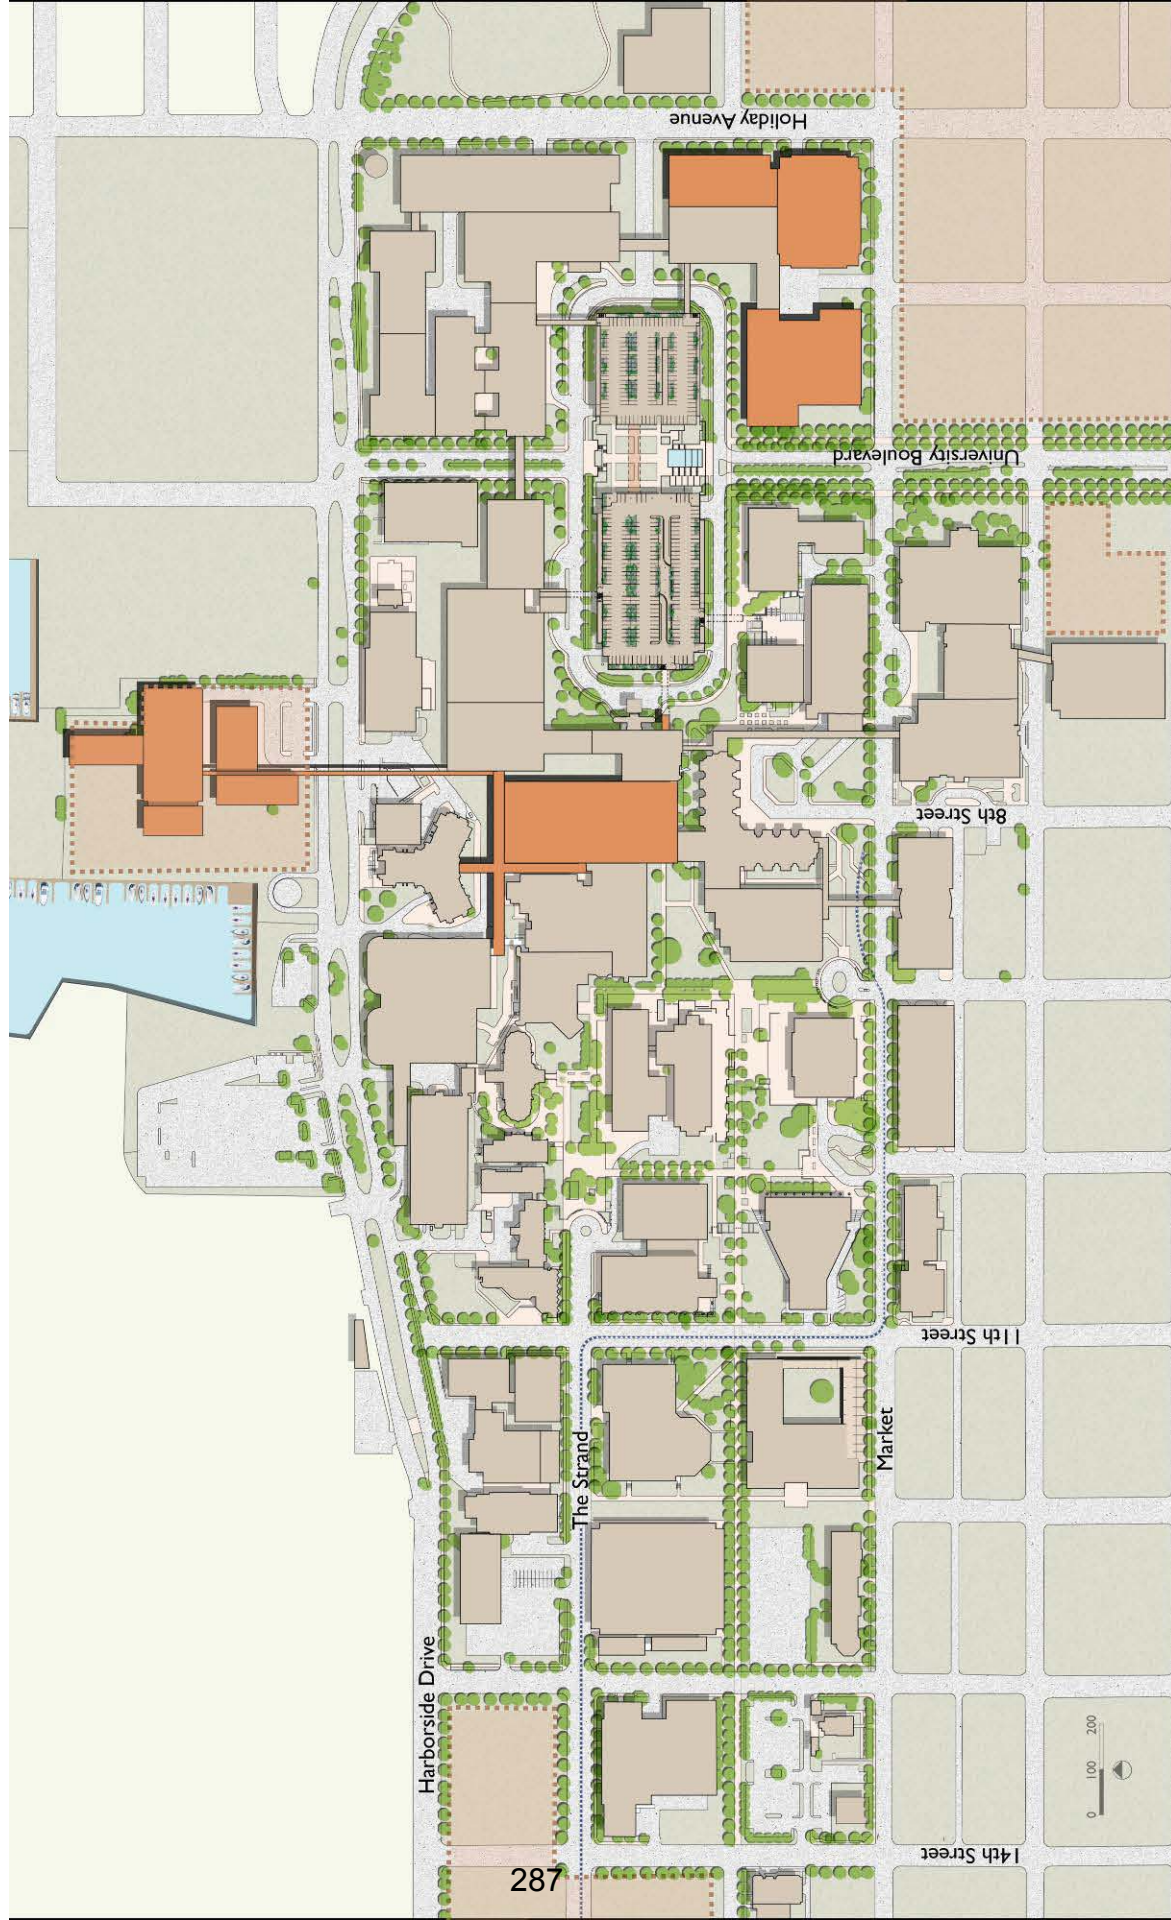 Holiday Avenue
University Boulevard
8th Street
11th Street
Market
The Strand
Harborside Drive
0 100 200
14th Street
287